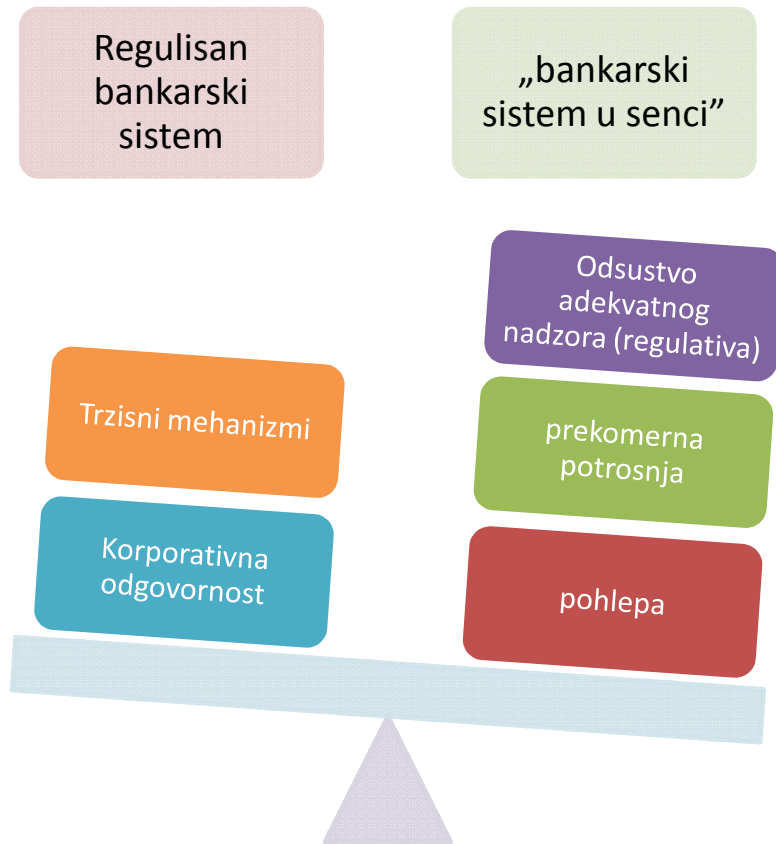 Regulisan
bankarski
sistem
„bankarski
sistem u senci”
Odsustvo
adekvatnog
nadzora (regulativa)
Trzisni mehanizmi
prekomerna
potrosnja
Korporativna
odgovornost
pohlepa